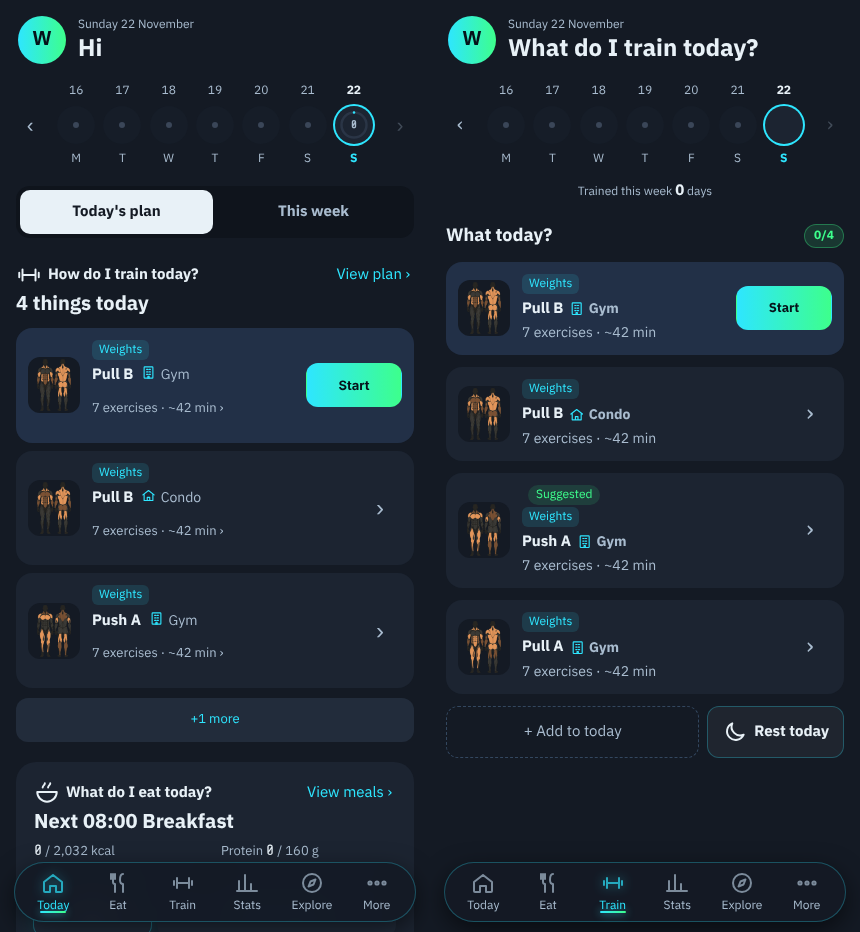 W
Sunday 22 November
Hi
16 17 18 19 20 21 22
‹ 0 ›
M T W T F S S
Today's plan This week
How do I train today? View plan ›
4 things today
Weights
Pull B Gym
7 exercises · ~42 min ›
Start
Weights
Pull B Condo
7 exercises · ~42 min ›
›
Weights
Push A Gym
7 exercises · ~42 min ›
›
+1 more
What do I eat today? View meals ›
Next 08:00 Breakfast
0 / 2,032 kcal Protein 0 / 160 g
Today Eat Train Stats Explore More
W
Sunday 22 November
What do I train today?
16 17 18 19 20 21 22
‹ ›
M T W T F S S
Trained this week 0 days
What today? 0/4
Weights
Pull B Gym
7 exercises · ~42 min
Start
Weights
Pull B Condo
7 exercises · ~42 min
›
Suggested
Weights
Push A Gym
7 exercises · ~42 min
›
Weights
Pull A Gym
7 exercises · ~42 min
›
+ Add to today Rest today
Today Eat Train Stats Explore More